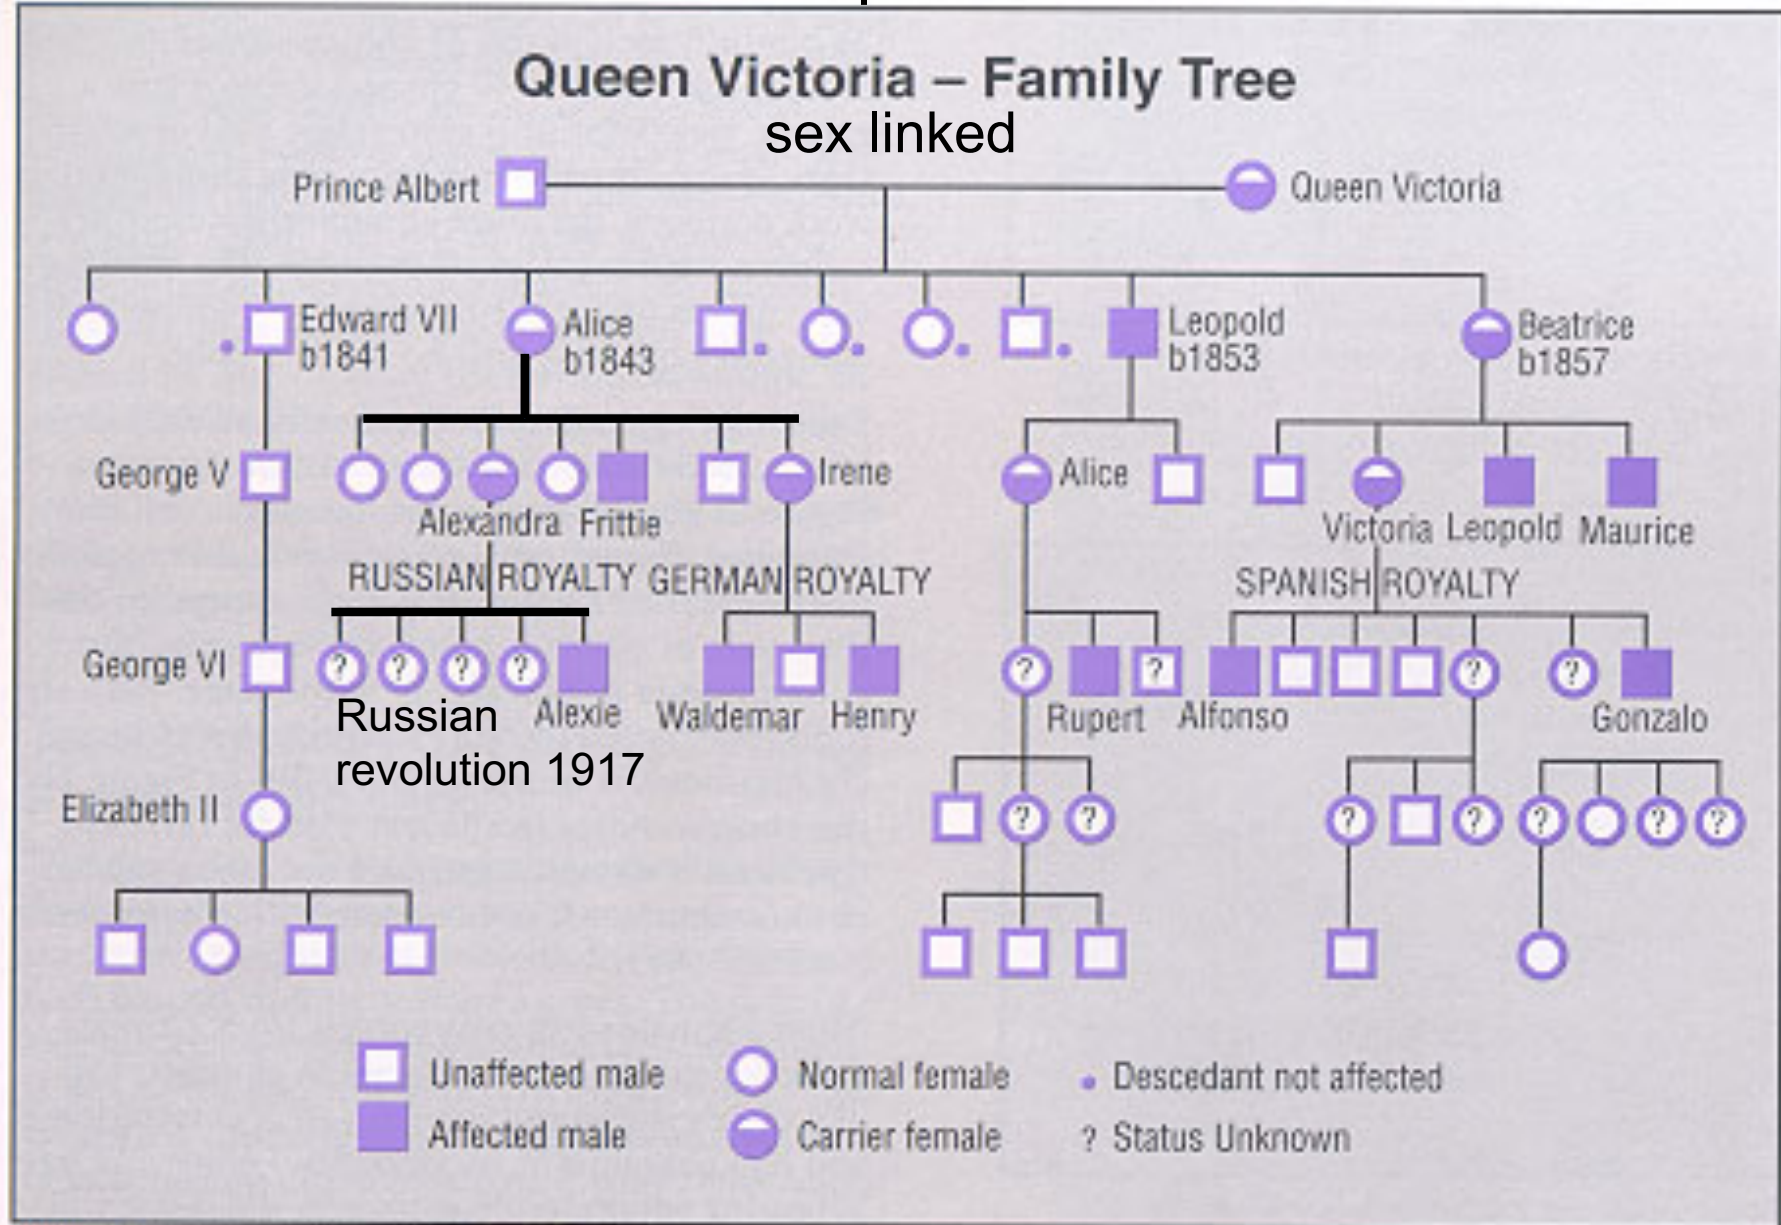 Queen Victoria – Family Tree
sex linked
Prince Albert
Queen Victoria
Edward VII
b1841
Alice
b1843
Leopold
b1853
Beatrice
b1857
George V
Irene
Alice
Alexandra Frittie
Victoria Leopold Maurice
RUSSIAN ROYALTY GERMAN ROYALTY
SPANISH ROYALTY
George VI
? ? ? ?
? ? ? ?
Alexie Waldemar Henry
Rupert Alfonso
Gonzalo
Russian
revolution 1917
Elizabeth II
? ? ? ? ? ? ?
Unaffected male
Normal female
• Descedant not affected
Affected male
Carrier female
? Status Unknown